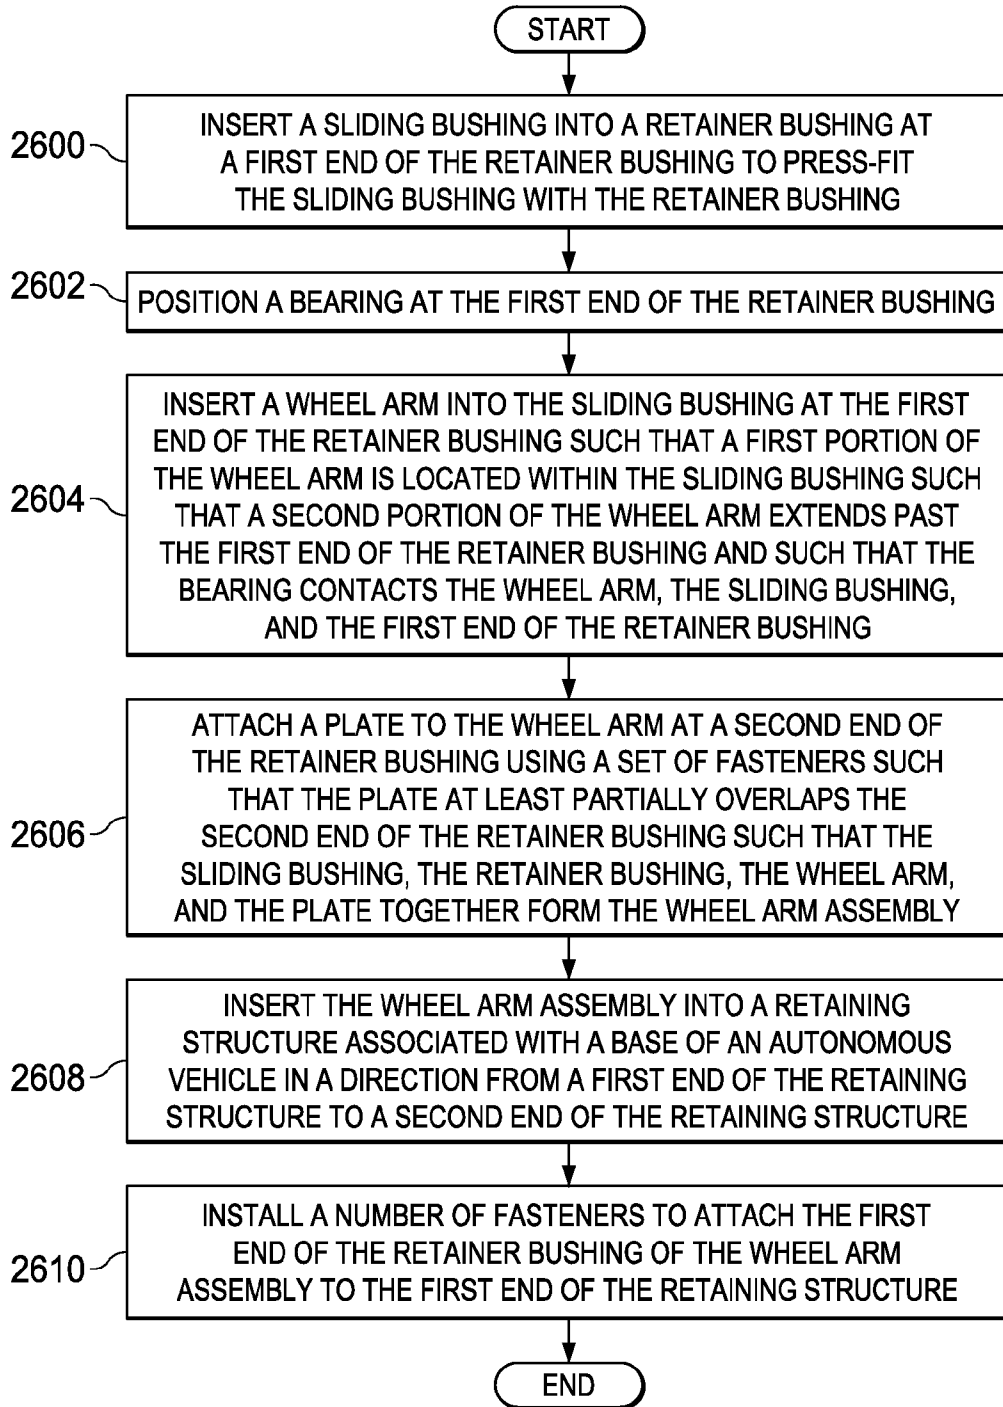 START
2600
INSERT A SLIDING BUSHING INTO A RETAINER BUSHING AT
A FIRST END OF THE RETAINER BUSHING TO PRESS-FIT
THE SLIDING BUSHING WITH THE RETAINER BUSHING
2602
POSITION A BEARING AT THE FIRST END OF THE RETAINER BUSHING
2604
INSERT A WHEEL ARM INTO THE SLIDING BUSHING AT THE FIRST
END OF THE RETAINER BUSHING SUCH THAT A FIRST PORTION OF
THE WHEEL ARM IS LOCATED WITHIN THE SLIDING BUSHING SUCH
THAT A SECOND PORTION OF THE WHEEL ARM EXTENDS PAST
THE FIRST END OF THE RETAINER BUSHING AND SUCH THAT THE
BEARING CONTACTS THE WHEEL ARM, THE SLIDING BUSHING,
AND THE FIRST END OF THE RETAINER BUSHING
2606
ATTACH A PLATE TO THE WHEEL ARM AT A SECOND END OF
THE RETAINER BUSHING USING A SET OF FASTENERS SUCH
THAT THE PLATE AT LEAST PARTIALLY OVERLAPS THE
SECOND END OF THE RETAINER BUSHING SUCH THAT THE
SLIDING BUSHING, THE RETAINER BUSHING, THE WHEEL ARM,
AND THE PLATE TOGETHER FORM THE WHEEL ARM ASSEMBLY
2608
INSERT THE WHEEL ARM ASSEMBLY INTO A RETAINING
STRUCTURE ASSOCIATED WITH A BASE OF AN AUTONOMOUS
VEHICLE IN A DIRECTION FROM A FIRST END OF THE RETAINING
STRUCTURE TO A SECOND END OF THE RETAINING STRUCTURE
2610
INSTALL A NUMBER OF FASTENERS TO ATTACH THE FIRST
END OF THE RETAINER BUSHING OF THE WHEEL ARM
ASSEMBLY TO THE FIRST END OF THE RETAINING STRUCTURE
END